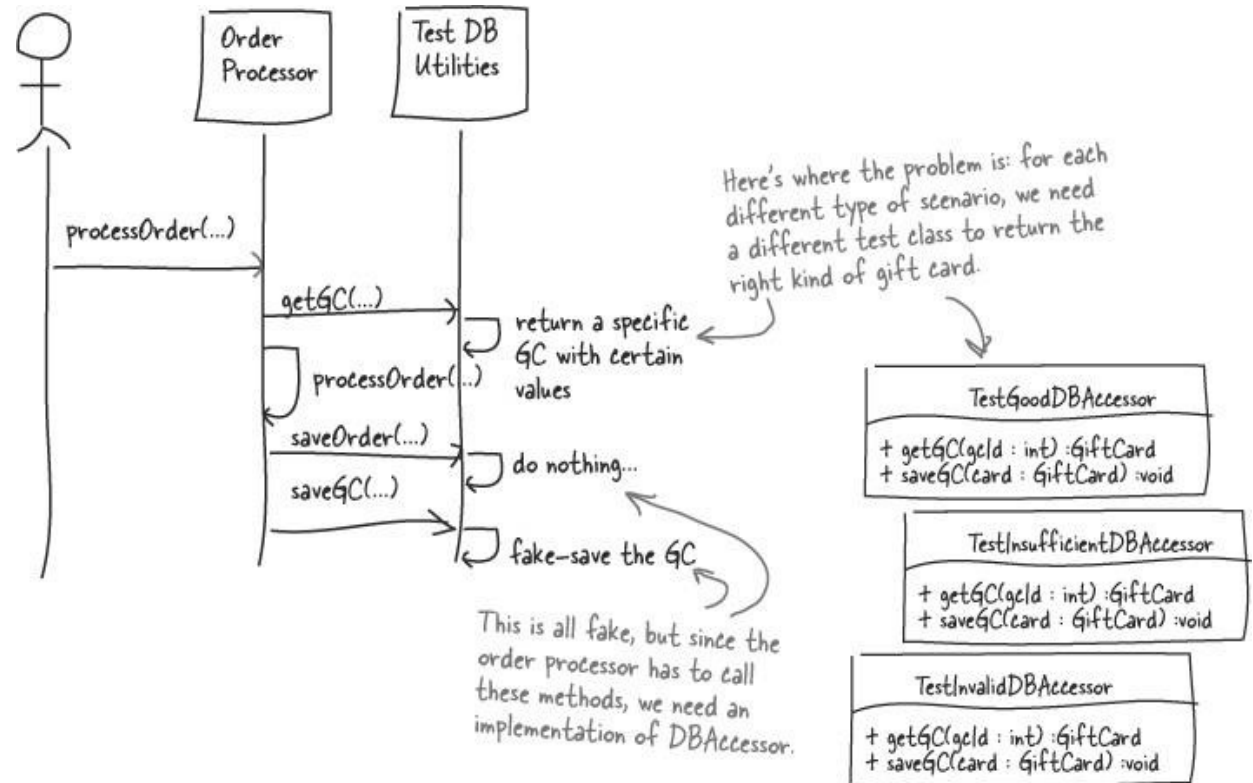 Order
Processor
Test DB
Utilities
processOrder(...)
getGC(...)
return a specific
GC with certain
values
processOrder(...)
saveOrder(...)
do nothing...
saveGC(...)
fake-save the GC
Here's where the problem is: for each
different type of scenario, we need
a different test class to return the
right kind of gift card.
This is all fake, but since the
order processor has to call
these methods, we need an
implementation of DBAccessor.
TestGoodDBAccessor
+ getGC(gcId : int) :GiftCard
+ saveGC(card : GiftCard) :void
TestInsufficientDBAccessor
+ getGC(gcId : int) :GiftCard
+ saveGC(card : GiftCard) :void
TestInvalidDBAccessor
+ getGC(gcId : int) :GiftCard
+ saveGC(card : GiftCard) :void